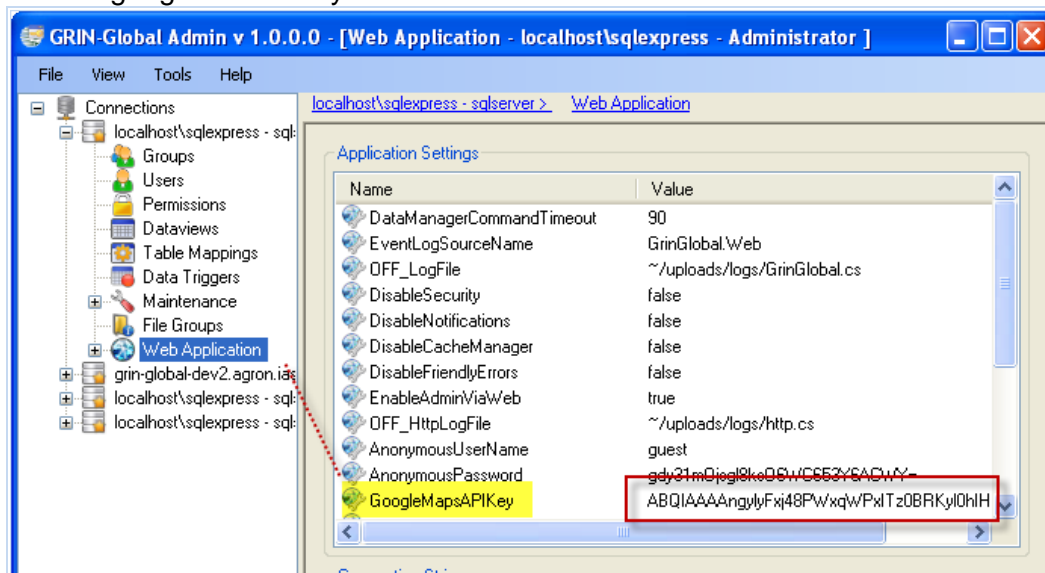 GRIN-Global Admin v 1.0.0.0 - [Web Application - localhost\sqlexpress - Administrator ]
File View Tools Help
Connections
localhost\sqlexpress - sql:
Groups
Users
Permissions
Dataviews
Table Mappings
Data Triggers
Maintenance
File Groups
Web Application
grin-global-dev2.agron.ias
localhost\sqlexpress - sql:
localhost\sqlexpress - sql:
localhost\sqlexpress - sqlserver > Web Application
Application Settings
Name Value
DataManagerCommandTimeout 90
EventLogSourceName GrinGlobal.Web
OFF_LogFile ~/uploads/logs/GrinGlobal.cs
DisableSecurity false
DisableNotifications false
DisableCacheManager false
DisableFriendlyErrors false
EnableAdminViaWeb true
OFF_HttpLogFile ~/uploads/logs/http.cs
AnonymousUserName guest
AnonymousPassword
GoogleMapsAPIKey